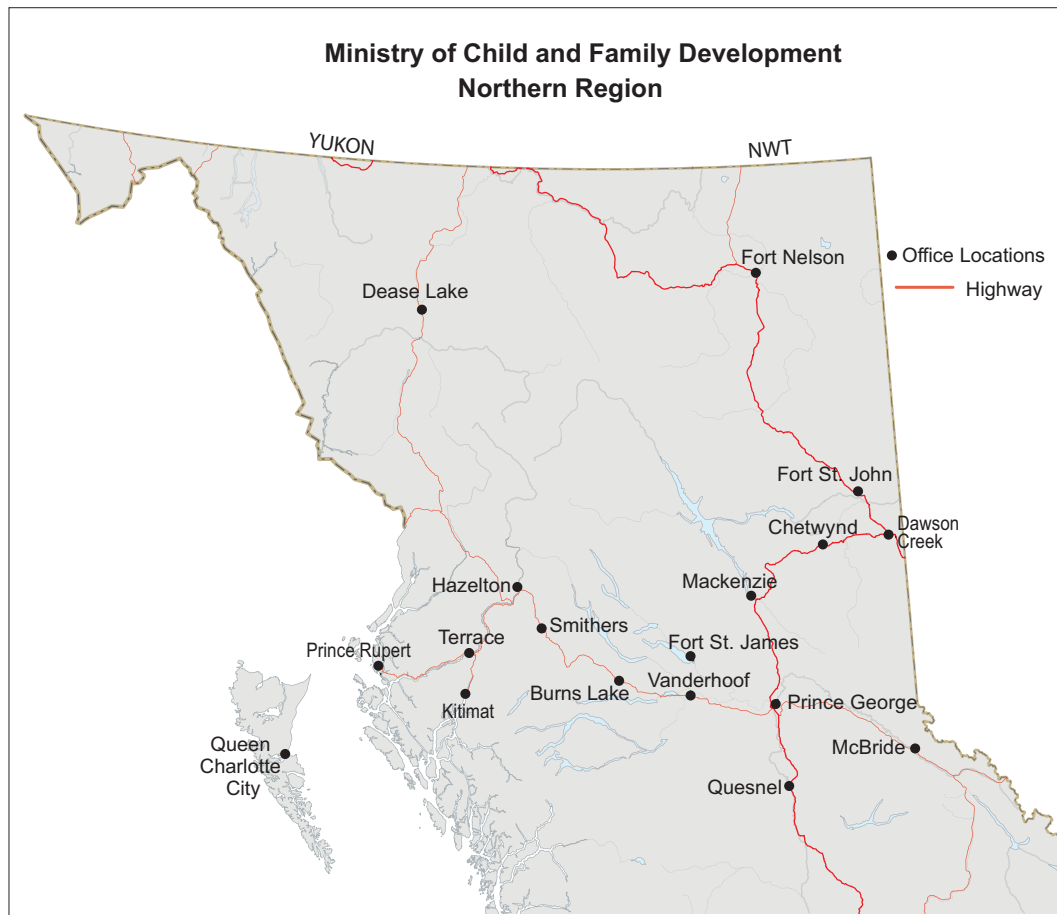 Ministry of Child and Family Development
Northern Region
YUKON
NWT
Fort Nelson
Office Locations
Highway
Dease Lake
Fort St. John
Chetwynd
Dawson
Creek
Mackenzie
Hazelton
Smithers
Fort St. James
Terrace
Prince Rupert
Vanderhoof
Burns Lake
Kitimat
Prince George
McBride
Queen
Charlotte
City
Quesnel